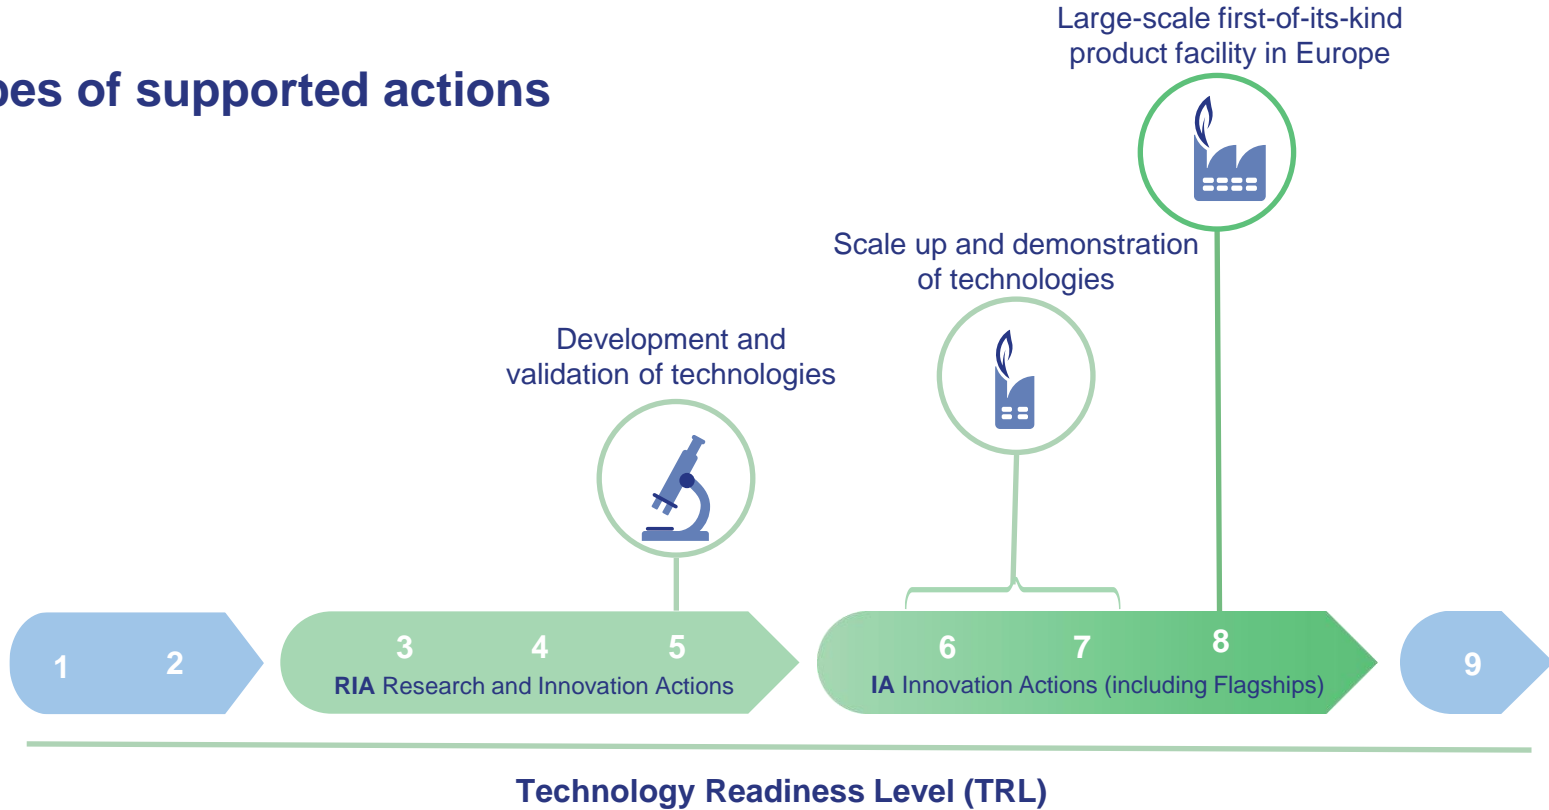 Large-scale first-of-its-kind
product facility in Europe
of supported actions
Scale up and demonstration
of technologies
Development and
validation of technologies
1
2
3
4
5
RIA Research and Innovation Actions
6
7
8
IA Innovation Actions (including Flagships)
9
Technology Readiness Level (TRL)